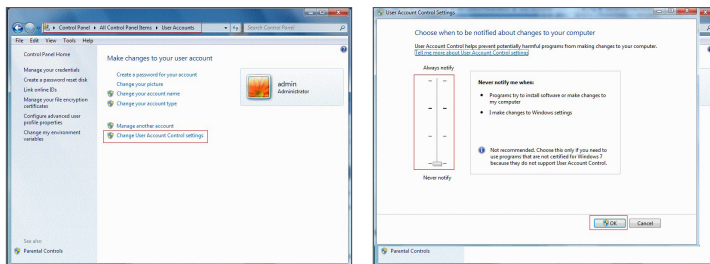 Control Panel ▸ All Control Panel Items ▸ User Accounts
Search Control Panel
File Edit View Tools Help
Control Panel Home
Manage your credentials
Create a password reset disk
Link online IDs
Manage your file encryption
certificates
Configure advanced user
profile properties
Change my environment
variables
See also
Parental Controls
Make changes to your user account
Create a password for your account
Change your picture
Change your account name
Change your account type
Manage another account
Change User Account Control settings
admin
Administrator
User Account Control Settings
Choose when to be notified about changes to your computer
User Account Control helps prevent potentially harmful programs from making changes to your computer.
Tell me more about User Account Control settings
Always notify
Never notify
Never notify me when:
• Programs try to install software or make changes to
my computer
• I make changes to Windows settings
Not recommended. Choose this only if you need to
use programs that are not certified for Windows 7
because they do not support User Account Control.
OK
Cancel
Parental Controls